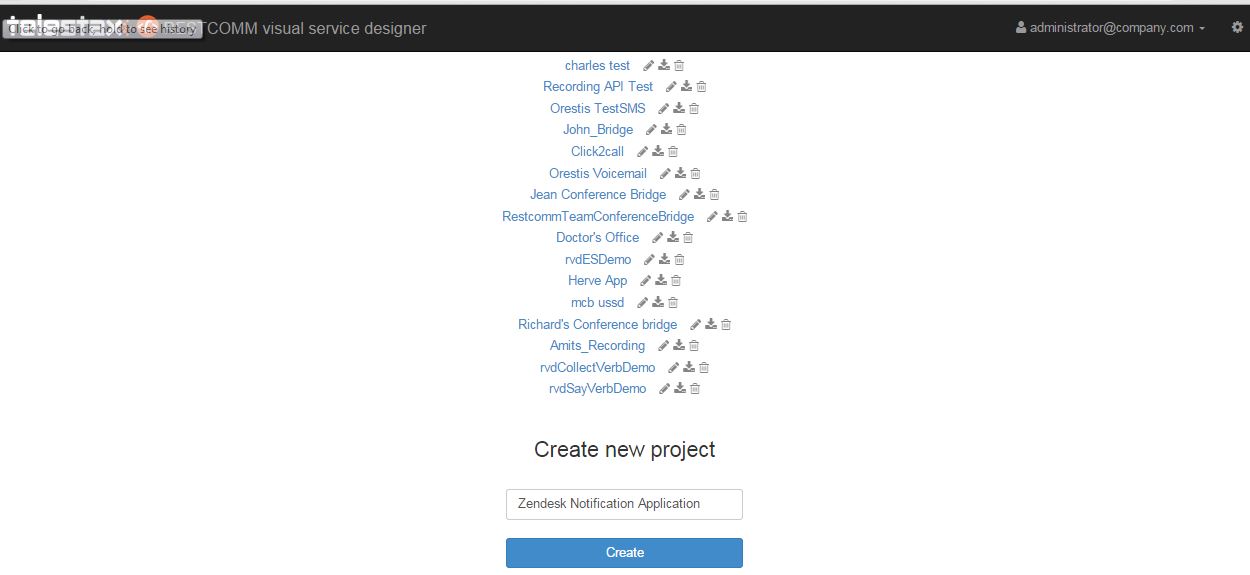 telestax
Click to go back, hold to see history
RESTCOMM visual service designer
administrator@company.com
charles test
Recording API Test
Orestis TestSMS
John_Bridge
Click2call
Orestis Voicemail
Jean Conference Bridge
RestcommTeamConferenceBridge
Doctor's Office
rvdESDemo
Herve App
mcb ussd
Richard's Conference bridge
Amits_Recording
rvdCollectVerbDemo
rvdSayVerbDemo
Create new project
Zendesk Notification Application
Create